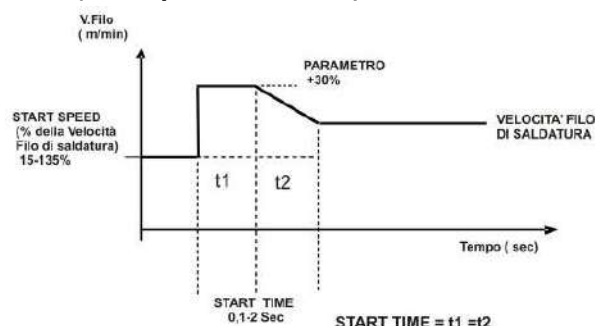 V.Filo
( m/min)
PARAMETRO
+30%
START SPEED
(% della Velocità
Filo di saldatura)
15-135%
VELOCITA' FILO
DI SALDATURA
t1
t2
Tempo ( sec)
START TIME
0,1-2 Sec
START TIME = t1 =t2